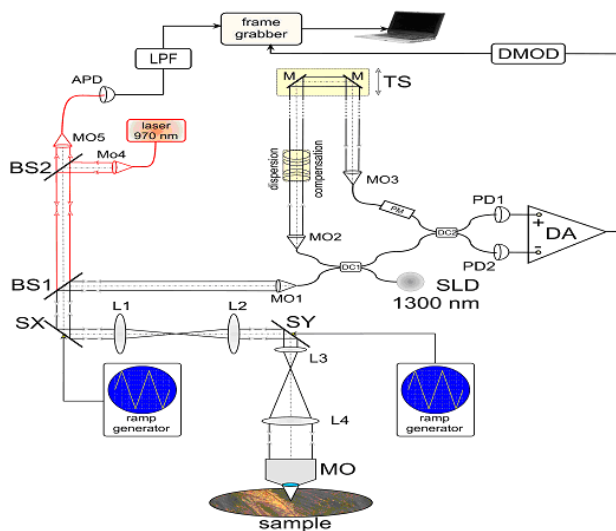 frame
grabber
LPF
DMOD
APD
M
M
TS
laser
970 nm
MO5
Mo4
BS2
dispersion
compensation
MO3
PM
PD1
+
DA
DC2
MO2
PD2
DC1
BS1
MO1
SLD
1300 nm
SX
L1
L2
SY
L3
ramp
generator
L4
ramp
generator
MO
sample